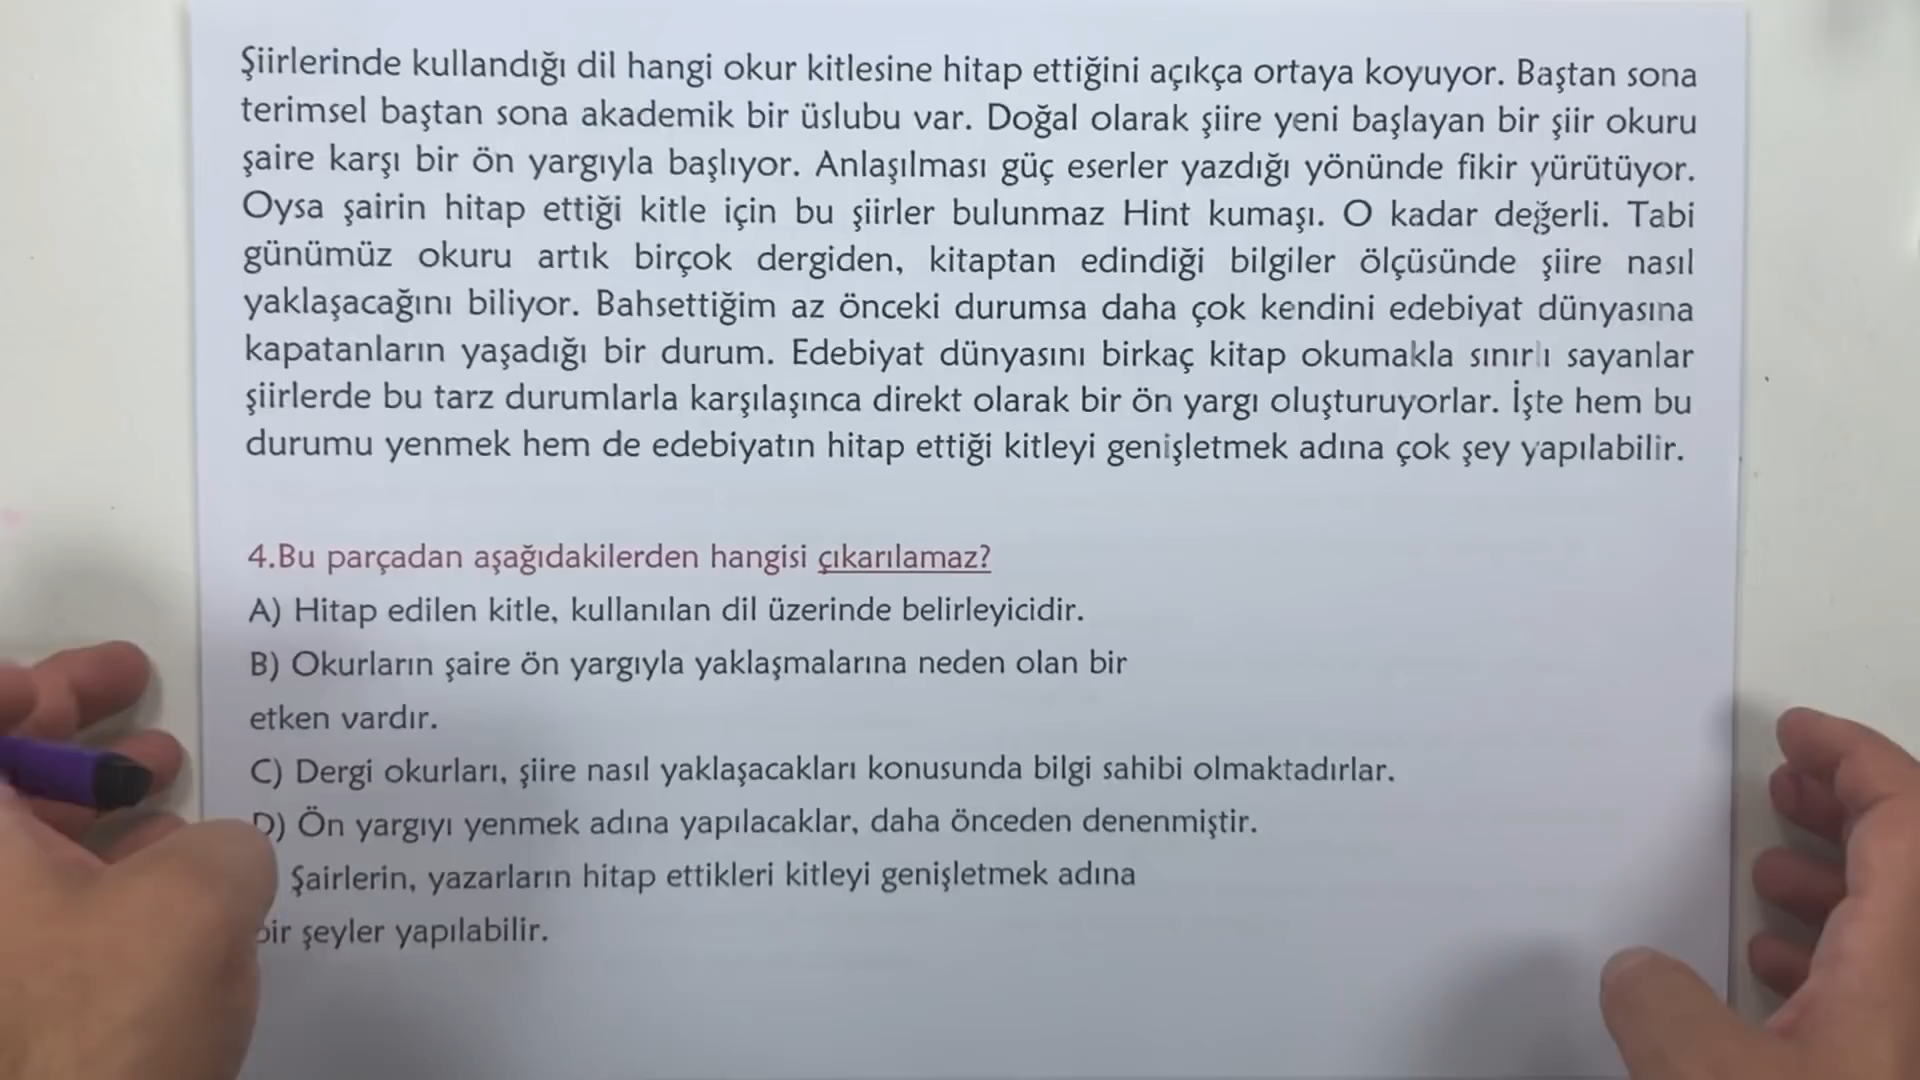 Şiirlerinde kullandığı dil hangi okur kitlesine hitap ettiğini açıkça ortaya koyuyor. Baştan sona
terimsel baştan sona akademik bir üslubu var. Doğal olarak şiire yeni başlayan bir şiir okuru
şaire karşı bir ön yargıyla başlıyor. Anlaşılması güç eserler yazdığı yönünde fikir yürütüyor.
Oysa şairin hitap ettiği kitle için bu şiirler bulunmaz Hint kumaşı. O kadar değerli. Tabi
günümüz okuru artık birçok dergiden, kitaptan edindiği bilgiler ölçüsünde şiire nasıl
yaklaşacağını biliyor. Bahsettiğim az önceki durumsa daha çok kendini edebiyat dünyasına
kapatanların yaşadığı bir durum. Edebiyat dünyasını birkaç kitap okumakla sınırlı sayanlar
şiirlerde bu tarz durumlarla karşılaşınca direkt olarak bir ön yargı oluşturuyorlar. İşte hem bu
durumu yenmek hem de edebiyatın hitap ettiği kitleyi genişletmek adına çok şey yapılabilir.
4.Bu parçadan aşağıdakilerden hangisi çıkarılamaz?
A) Hitap edilen kitle, kullanılan dil üzerinde belirleyicidir.
B) Okurların şaire ön yargıyla yaklaşmalarına neden olan bir
etken vardır.
C) Dergi okurları, şiire nasıl yaklaşacakları konusunda bilgi sahibi olmaktadırlar.
D) Ön yargıyı yenmek adına yapılacaklar, daha önceden denenmiştir.
Şairlerin, yazarların hitap ettikleri kitleyi genişletmek adına
bir şeyler yapılabilir.